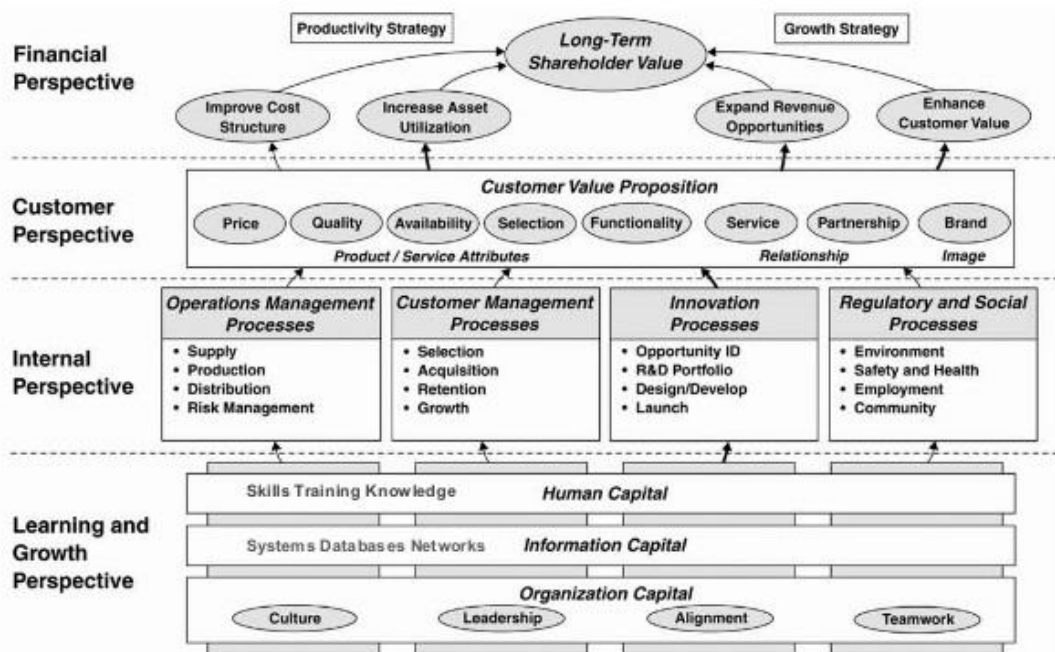 Financial
Perspective
Productivity Strategy
Long-Term
Shareholder Value
Growth Strategy
Improve Cost
Structure
Increase Asset
Utilization
Expand Revenue
Opportunities
Enhance
Customer Value
Customer
Perspective
Customer Value Proposition
Price
Quality
Availability
Selection
Functionality
Service
Partnership
Brand
Product / Service Attributes
Relationship
Image
Internal
Perspective
Operations Management
Processes
• Supply
• Production
• Distribution
• Risk Management
Customer Management
Processes
• Selection
• Acquisition
• Retention
• Growth
Innovation
Processes
• Opportunity ID
• R&D Portfolio
• Design/Develop
• Launch
Regulatory and Social
Processes
• Environment
• Safety and Health
• Employment
• Community
Learning and
Growth
Perspective
Skills Training Knowledge Human Capital
Systems Databases Networks Information Capital
Organization Capital
Culture
Leadership
Alignment
Teamwork